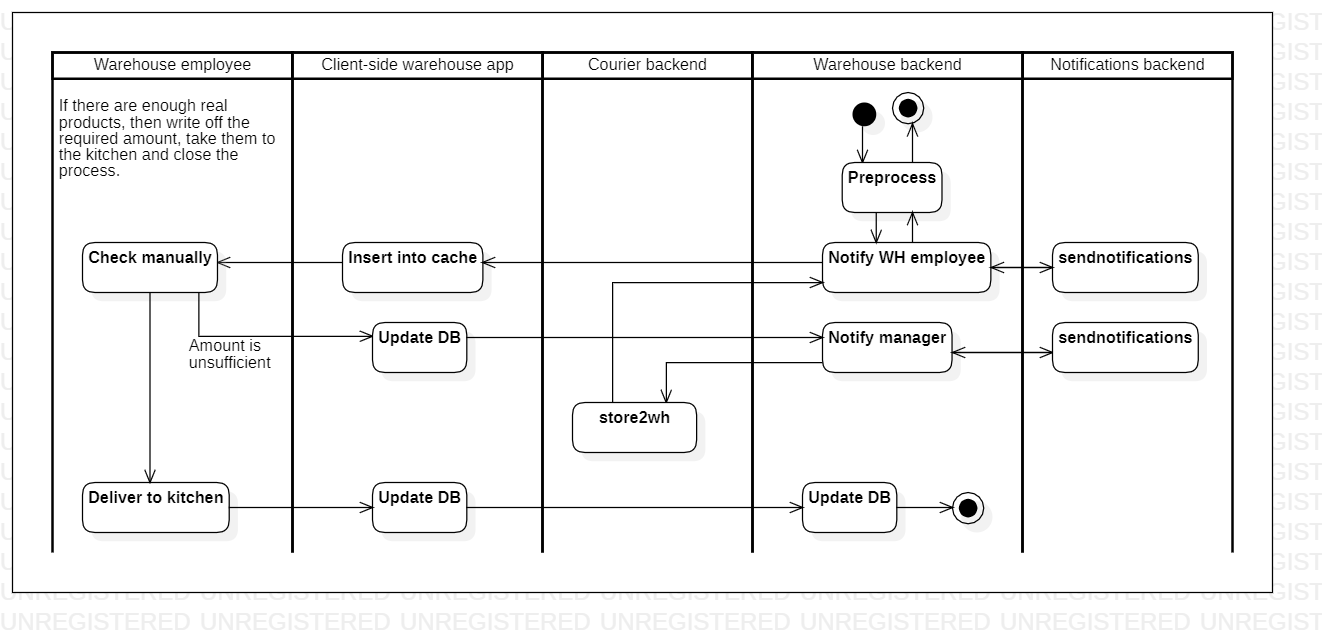 Warehouse employee
Client-side warehouse app
Courier backend
Warehouse backend
Notifications backend
If there are enough real
products, then write off the
required amount, take them to
the kitchen and close the
process.
Preprocess
Check manually
Insert into cache
Notify WH employee
sendnotifications
Amount is
unsufficient
Update DB
Notify manager
sendnotifications
store2wh
Deliver to kitchen
Update DB
Update DB
UNREGISTERED UNREGISTERED UNREGISTERED UNREGISTERED UNREGISTERED UNREGISTERED UNREGIST